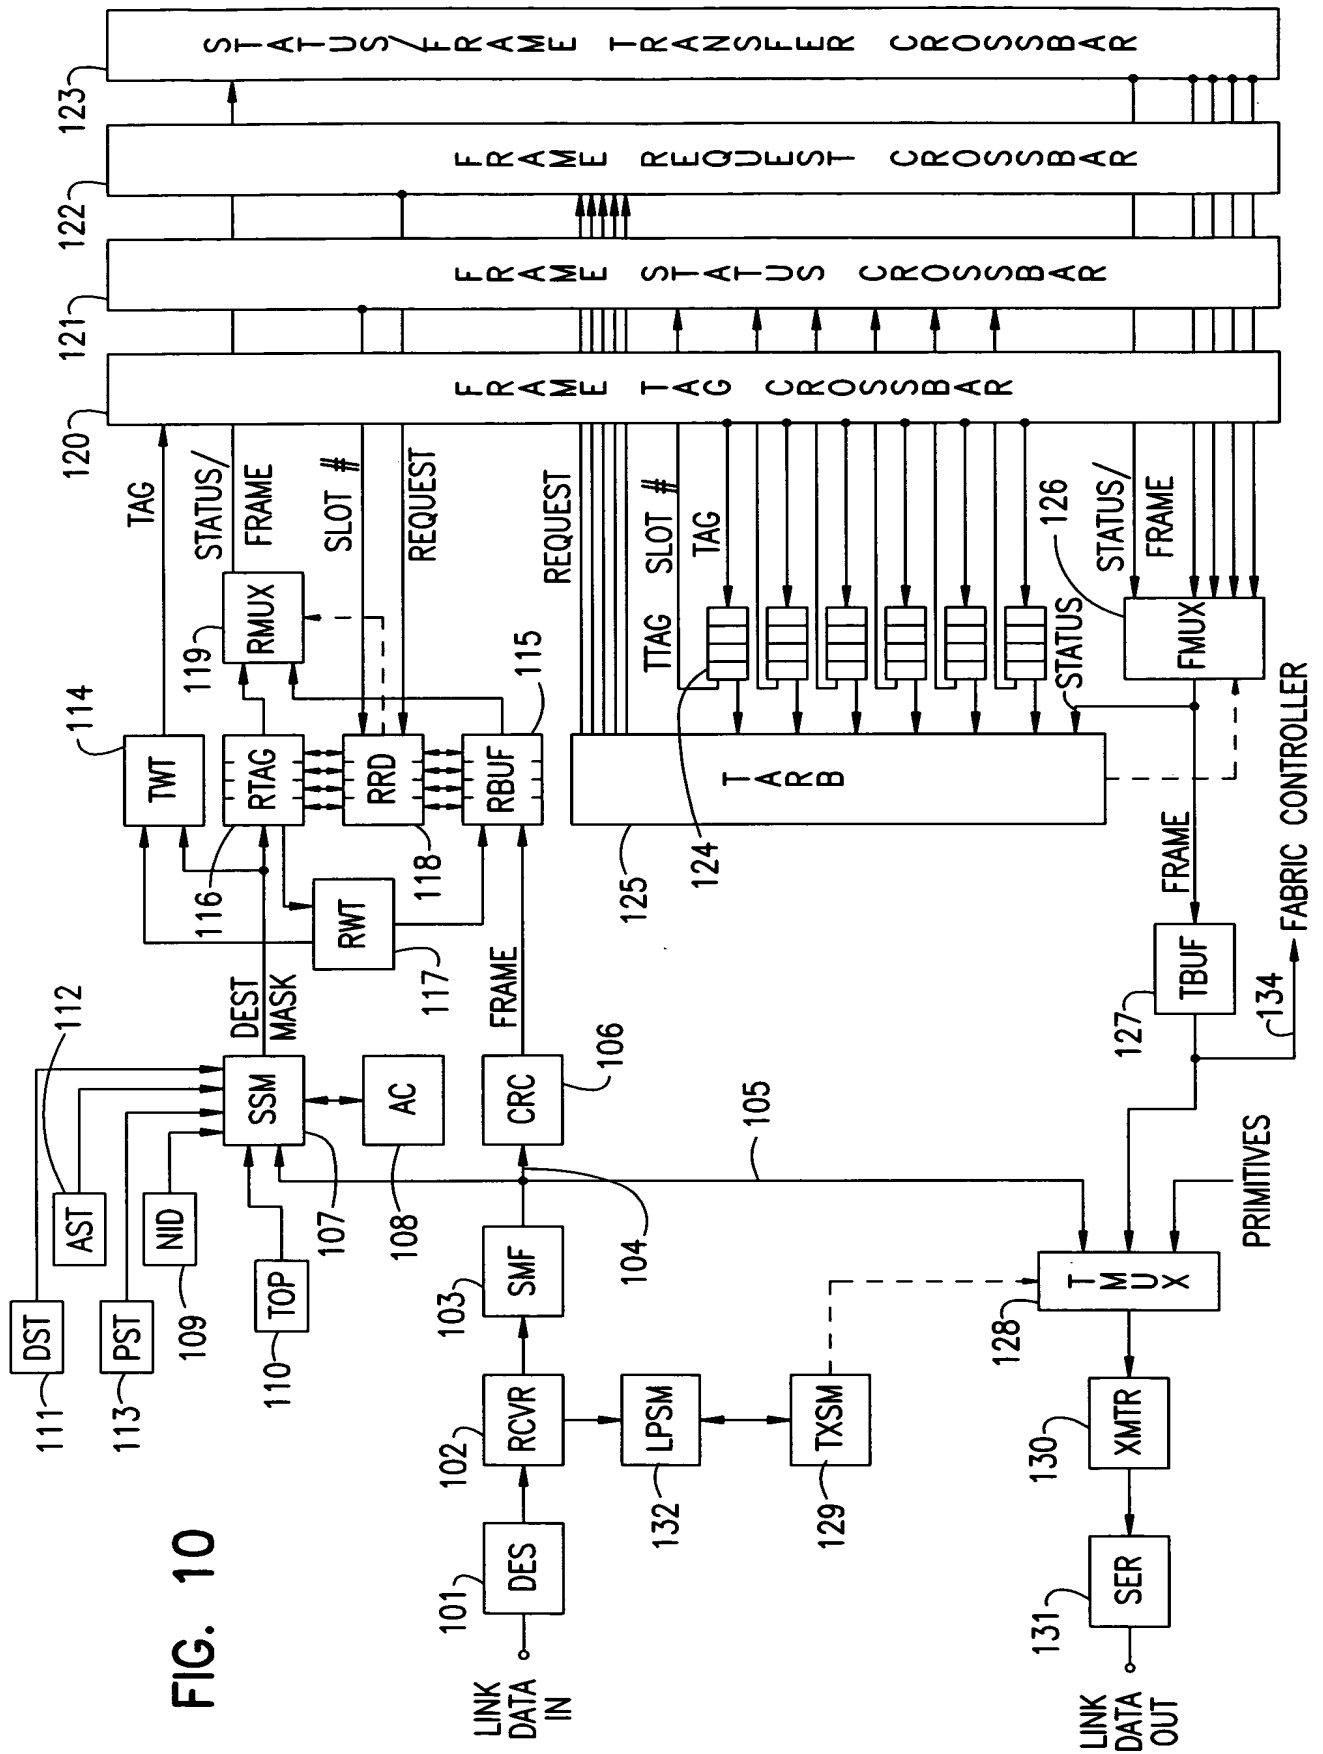 FIG. 10
LINK
DATA
IN
101
DES
102
RCVR
103
SMF
104
105
CRC
106
FRAME
111
DST
AST
112
113
PST
NID
109
TOP
110
SSM
107
AC
108
DEST
MASK
114
TWT
TAG
RTAG
116
RWT
117
RRD
118
RBUF
115
119
RMUX
STATUS/
FRAME
SLOT #
REQUEST
120
FRAME TAG CROSSBAR
121
FRAME STATUS CROSSBAR
122
FRAME REQUEST CROSSBAR
123
STATUS/FRAME TRANSFER CROSSBAR
REQUEST
SLOT #
TTAG
TAG
124
TARB
125
STATUS
STATUS/
FRAME
126
FMUX
FRAME
127
TBUF
134
FABRIC CONTROLLER
PRIMITIVES
LPSM
132
TXSM
129
TMUX
128
XMTR
130
SER
131
LINK
DATA
OUT